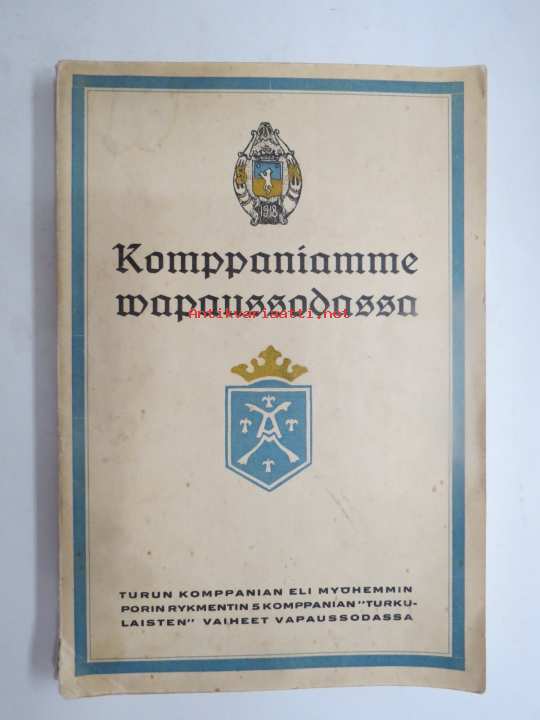 1918
Komppaniamme
wapaussodassa
Antikvariaatti.net
TURUN KOMPPANIAN ELI MYÖHEMMIN
PORIN RYKMENTIN 5 KOMPPANIAN "TURKU-
LAISTEN" VAIHEET VAPAUSSODASSA